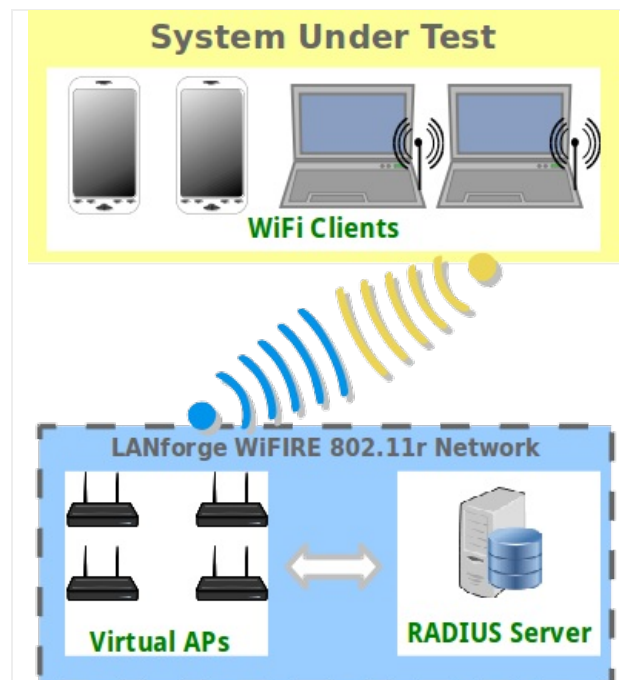 System Under Test
WiFi Clients
LANforge WiFIRE 802.11r Network
Virtual APs
RADIUS Server